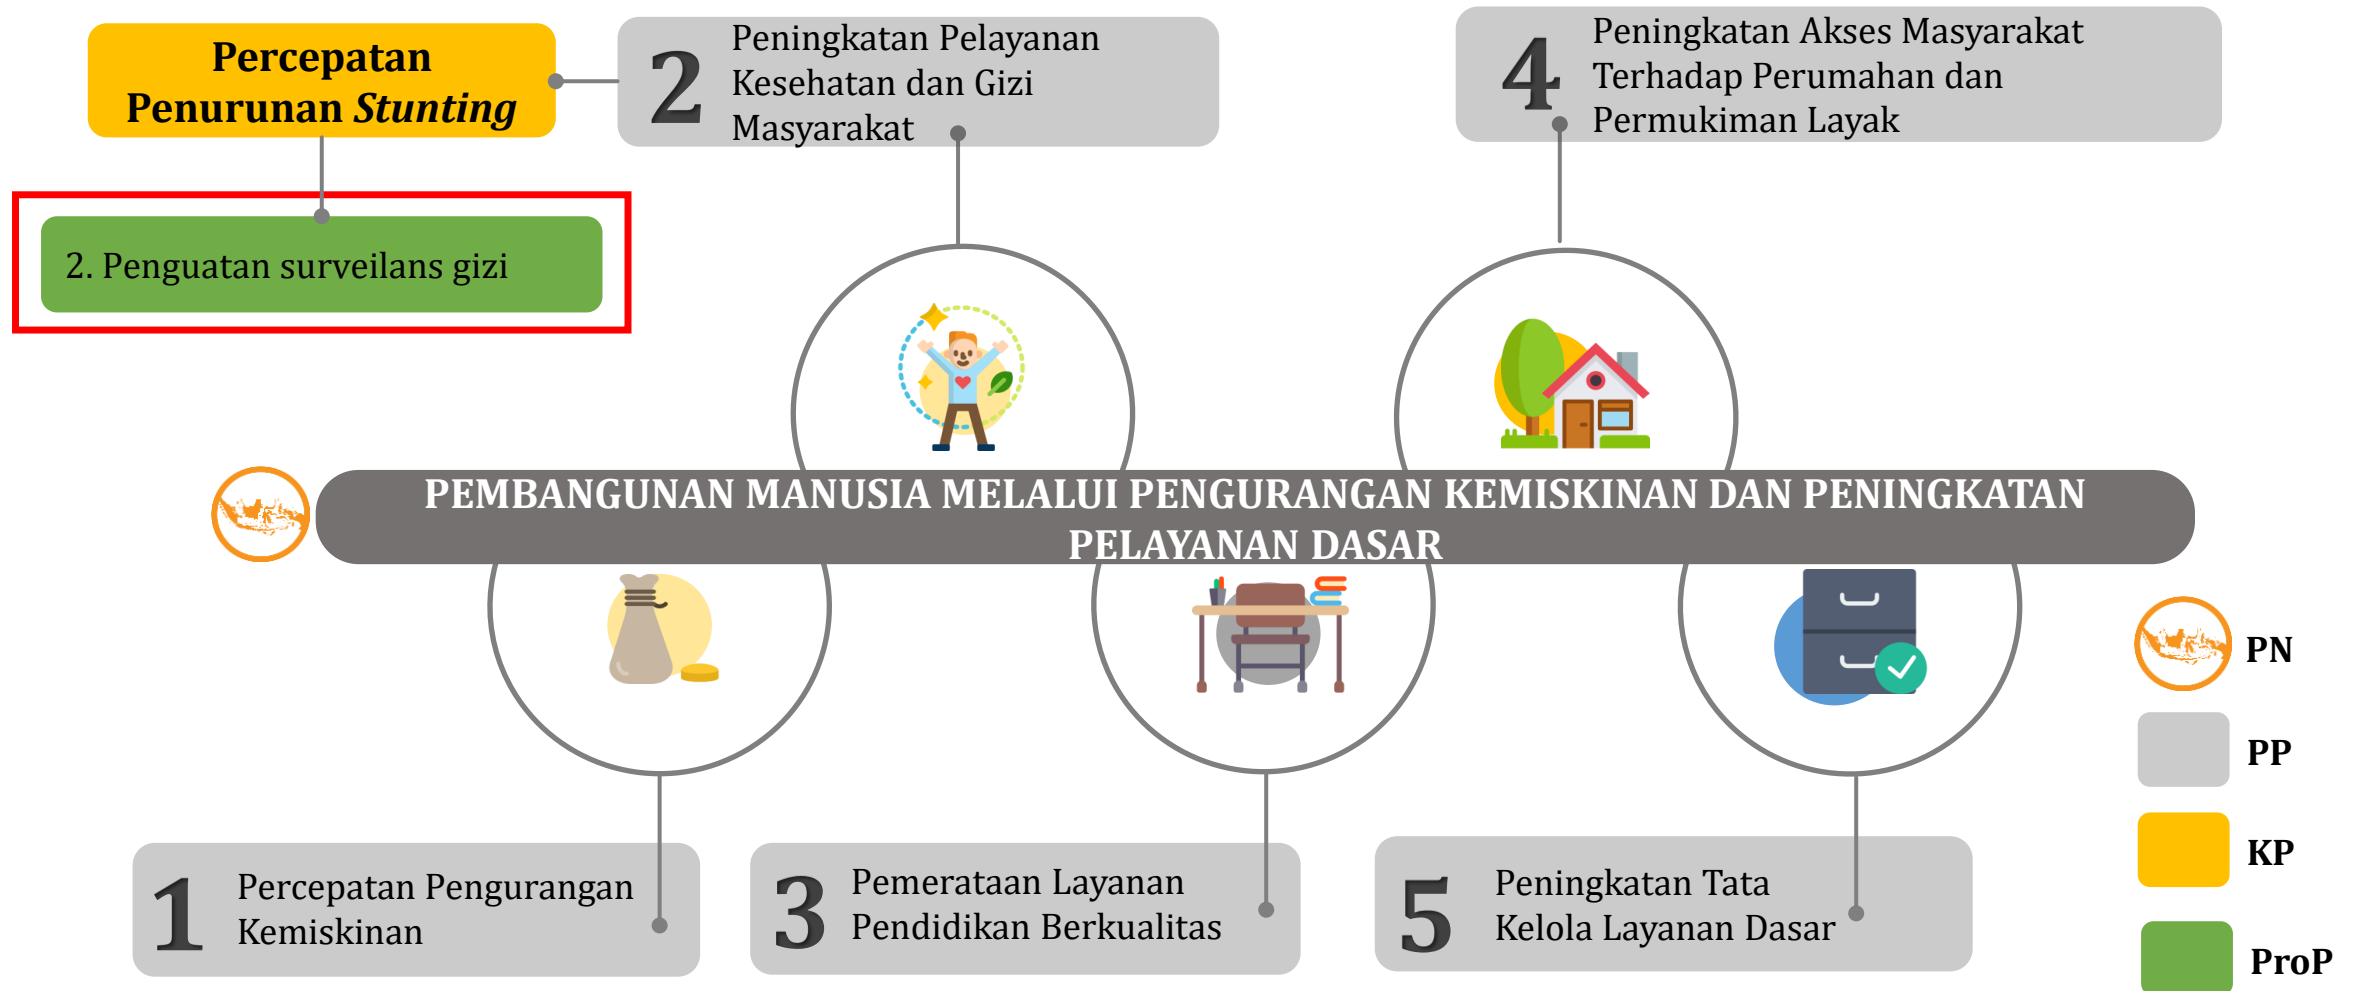 Percepatan
Penurunan Stunting
2. Penguatan surveilans gizi
2
Peningkatan Pelayanan
Kesehatan dan Gizi
Masyarakat
4
Peningkatan Akses Masyarakat
Terhadap Perumahan dan
Permukiman Layak
PEMBANGUNAN MANUSIA MELALUI PENGURANGAN KEMISKINAN DAN PENINGKATAN
PELAYANAN DASAR
1
Percepatan Pengurangan
Kemiskinan
3
Pemerataan Layanan
Pendidikan Berkualitas
5
Peningkatan Tata
Kelola Layanan Dasar
PN
PP
KP
ProP